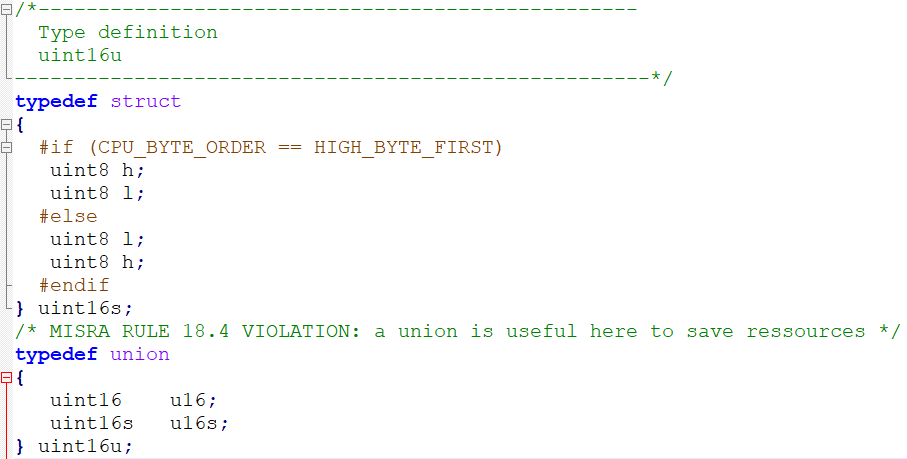 /*--------------------------------------------------
Type definition
uint16u
-----------------------------------------------------*/
typedef struct
{
#if (CPU_BYTE_ORDER == HIGH_BYTE_FIRST)
uint8 h;
uint8 l;
#else
uint8 l;
uint8 h;
#endif
} uint16s;
/* MISRA RULE 18.4 VIOLATION: a union is useful here to save ressources */
typedef union
{
uint16    u16;
uint16s   u16s;
} uint16u;